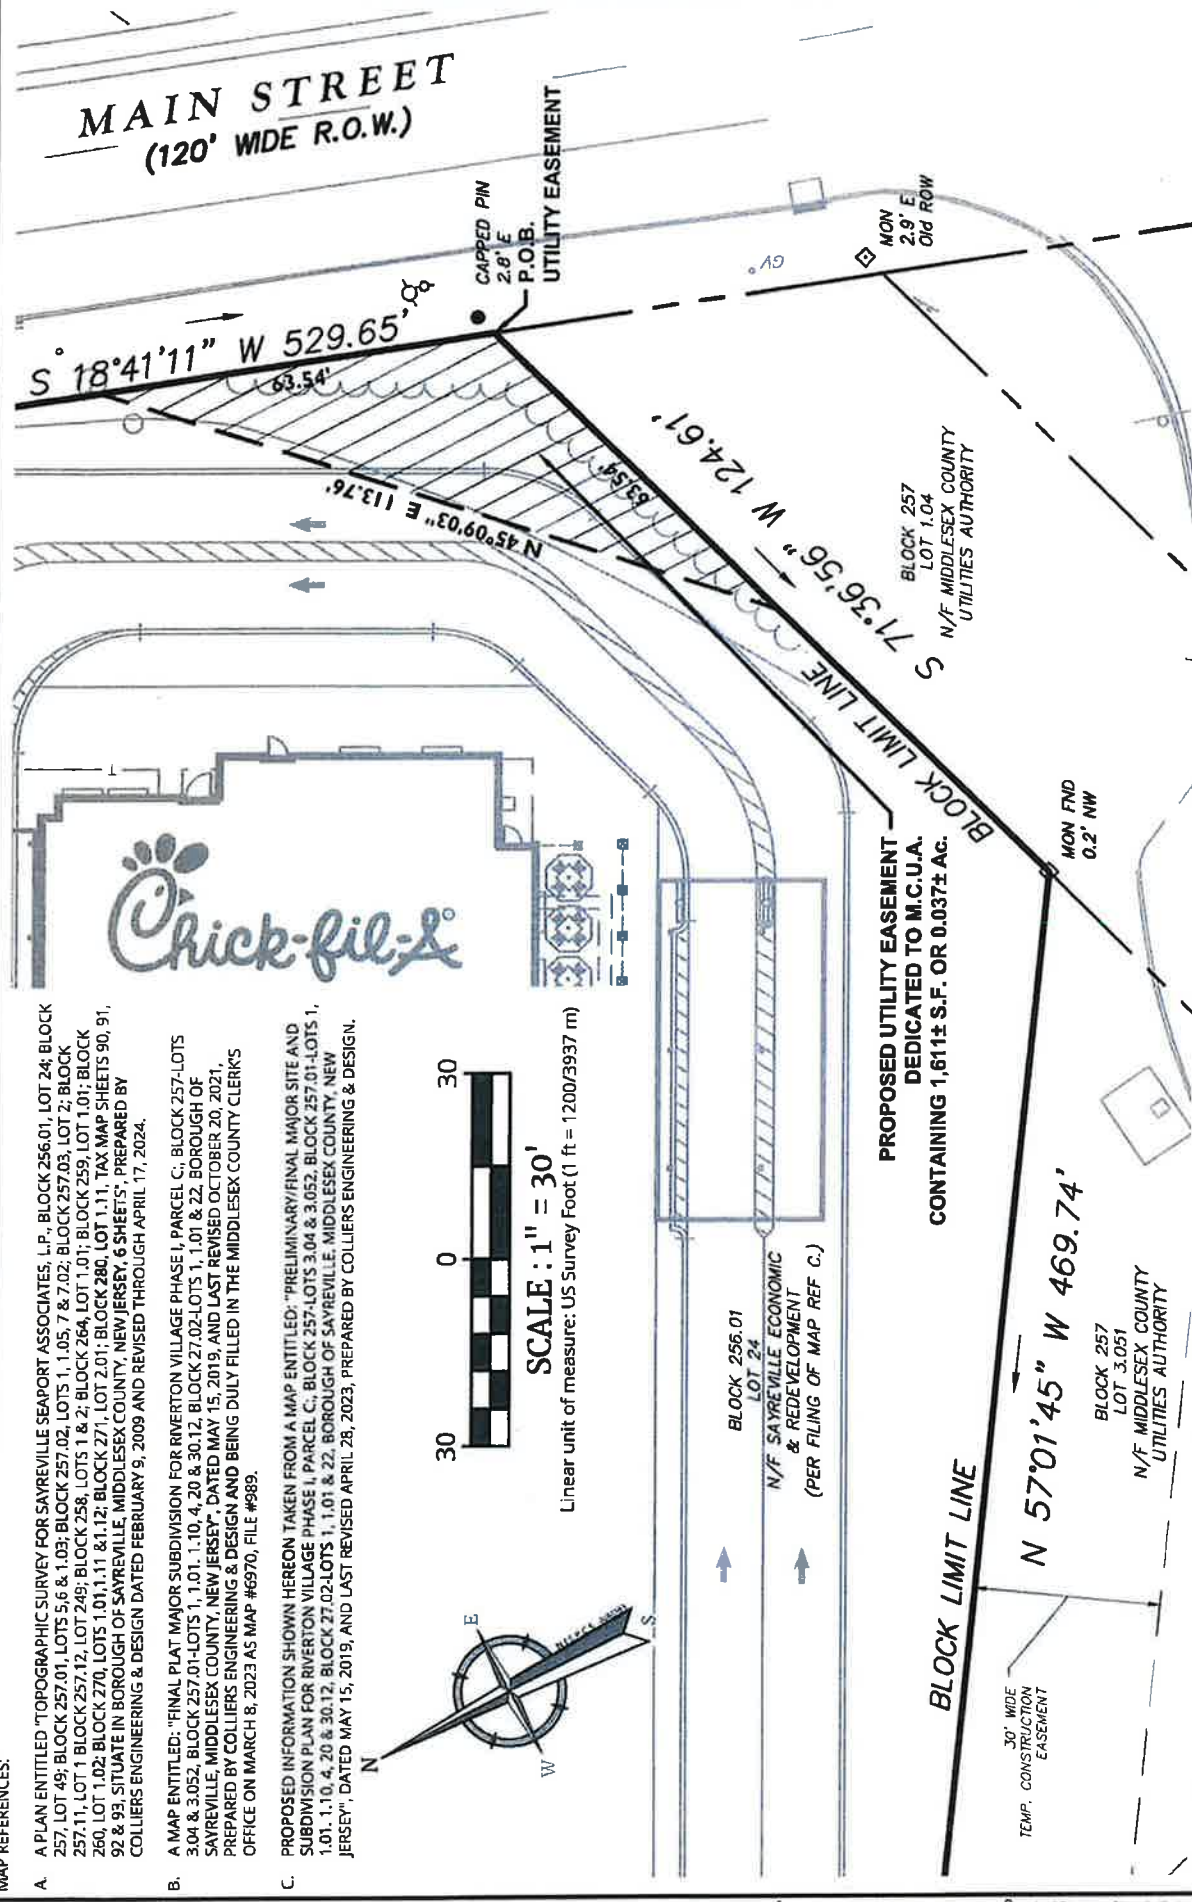 MAP REFERENCES:
A. A PLAN ENTITLED "TOPOGRAPHIC SURVEY FOR SAYREVILLE SEAPORT ASSOCIATES, L.P., BLOCK 256.01, LOT 24; BLOCK
257, LOT 49; BLOCK 257.01, LOTS 5,6 & 1.03; BLOCK 257.02, LOTS 1, 1.05, 7 & 7.02; BLOCK 257.03, LOT 2; BLOCK
257.11, LOT 1 BLOCK 257.12, LOT 249; BLOCK 258, LOTS 1 & 2; BLOCK 264, LOT 1.01; BLOCK 259, LOT 1.01; BLOCK
260, LOT 1.02; BLOCK 270, LOTS 1.01,1.11 &1.12; BLOCK 271, LOT 2.01; BLOCK 280, LOT 1.11, TAX MAP SHEETS 90, 91,
92 & 93, SITUATE IN BOROUGH OF SAYREVILLE, MIDDLESEX COUNTY, NEW JERSEY, 6 SHEETS", PREPARED BY
COLLIERS ENGINEERING & DESIGN DATED FEBRUARY 9, 2009 AND REVISED THROUGH APRIL 17, 2024.
B. A MAP ENTITLED: "FINAL PLAT MAJOR SUBDIVISION FOR RIVERTON VILLAGE PHASE I, PARCEL C; BLOCK 257-LOTS
3.04 & 3.052, BLOCK 257.01-LOTS 1, 1.01, 1.10, 4, 20 & 30.12, BLOCK 27.02-LOTS 1, 1.01 & 22, BOROUGH OF
SAYREVILLE, MIDDLESEX COUNTY, NEW JERSEY", DATED MAY 15, 2019, AND LAST REVISED OCTOBER 20, 2021,
PREPARED BY COLLIERS ENGINEERING & DESIGN AND BEING DULY FILLED IN THE MIDDLESEX COUNTY CLERK'S
OFFICE ON MARCH 8, 2023 AS MAP #6970, FILE #989.
C. PROPOSED INFORMATION SHOWN HEREON TAKEN FROM A MAP ENTITLED: "PRELIMINARY/FINAL MAJOR SITE AND
SUBDIVISION PLAN FOR RIVERTON VILLAGE PHASE I, PARCEL C, BLOCK 257-LOTS 3.04 & 3.052, BLOCK 257.01-LOTS 1,
1.01, 1.10, 4, 20 & 30.12, BLOCK 27.02-LOTS 1, 1.01 & 22, BOROUGH OF SAYREVILLE, MIDDLESEX COUNTY, NEW
JERSEY", DATED MAY 15, 2019, AND LAST REVISED APRIL 28, 2023, PREPARED BY COLLIERS ENGINEERING & DESIGN.
30 0 30
SCALE : 1" = 30'
Linear unit of measure: US Survey Foot (1 ft = 1200/3937 m)
N
E
S
W
Chick-fil-A
MAIN STREET
(120' WIDE R.O.W.)
S 18°41'11" W 529.65'
63.54'
CAPPED PIN
2.8' E
P.O.B.
UTILITY EASEMENT
GV
MON
2.9' E
Old ROW
N 45°09'03" E 113.76'
63.54'
S 71°36'56" W 124.61'
BLOCK LIMIT LINE
BLOCK 257
LOT 1.04
N/F MIDDLESEX COUNTY
UTILITIES AUTHORITY
MON FND
0.2' NW
PROPOSED UTILITY EASEMENT
DEDICATED TO M.C.U.A.
CONTAINING 1,611± S.F. OR 0.037± Ac.
BLOCK 256.01
LOT 24
N/F SAYREVILLE ECONOMIC
& REDEVELOPMENT
(PER FILING OF MAP REF C.)
BLOCK LIMIT LINE
N 57°01'45" W 469.74'
BLOCK 257
LOT 3.051
N/F MIDDLESEX COUNTY
UTILITIES AUTHORITY
30' WIDE
TEMP. CONSTRUCTION
EASEMENT